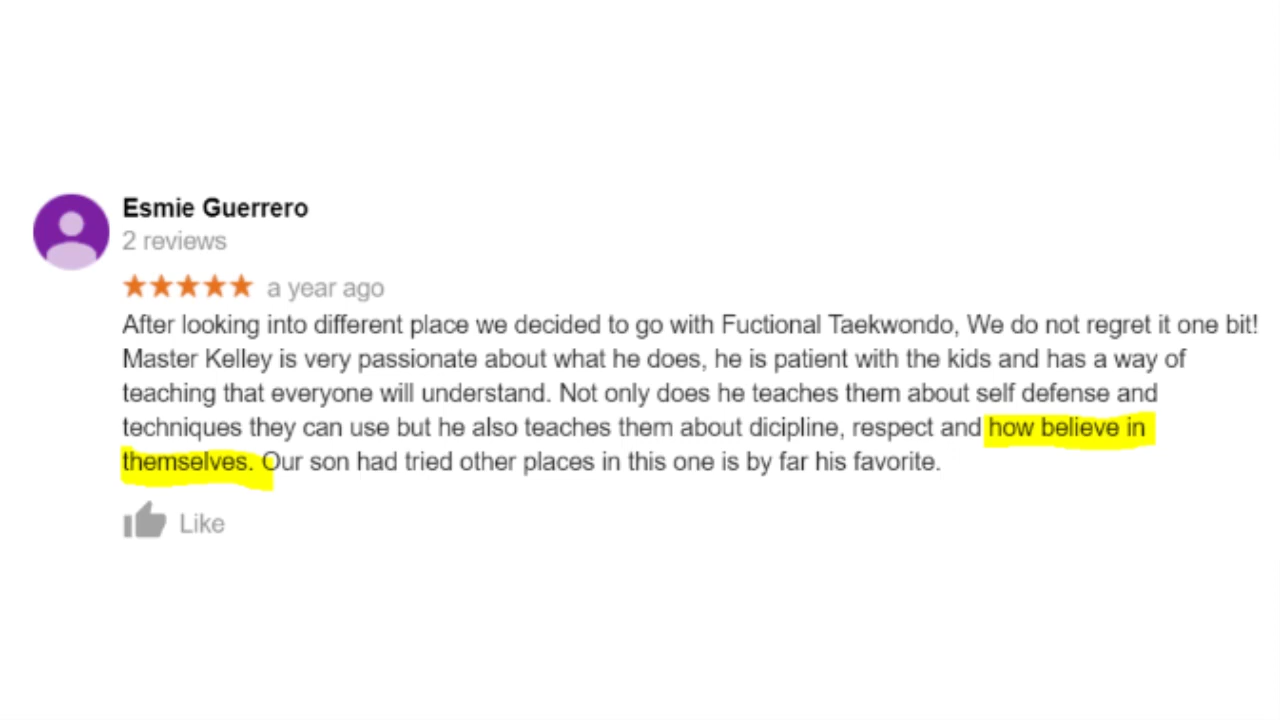 Esmie Guerrero
2 reviews
a year ago
After looking into different place we decided to go with Fuctional Taekwondo, We do not regret it one bit!
Master Kelley is very passionate about what he does, he is patient with the kids and has a way of
teaching that everyone will understand. Not only does he teaches them about self defense and
techniques they can use but he also teaches them about dicipline, respect and how believe in
themselves. Our son had tried other places in this one is by far his favorite.
Like